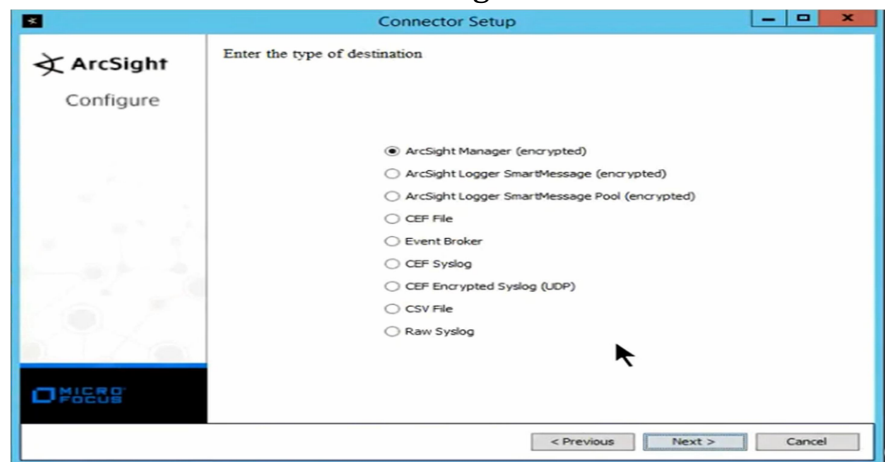 Connector Setup
ArcSight
Configure
Enter the type of destination
ArcSight Manager (encrypted)
ArcSight Logger SmartMessage (encrypted)
ArcSight Logger SmartMessage Pool (encrypted)
CEF File
Event Broker
CEF Syslog
CEF Encrypted Syslog (UDP)
CSV File
Raw Syslog
MICRO
FOCUS
< Previous
Next >
Cancel